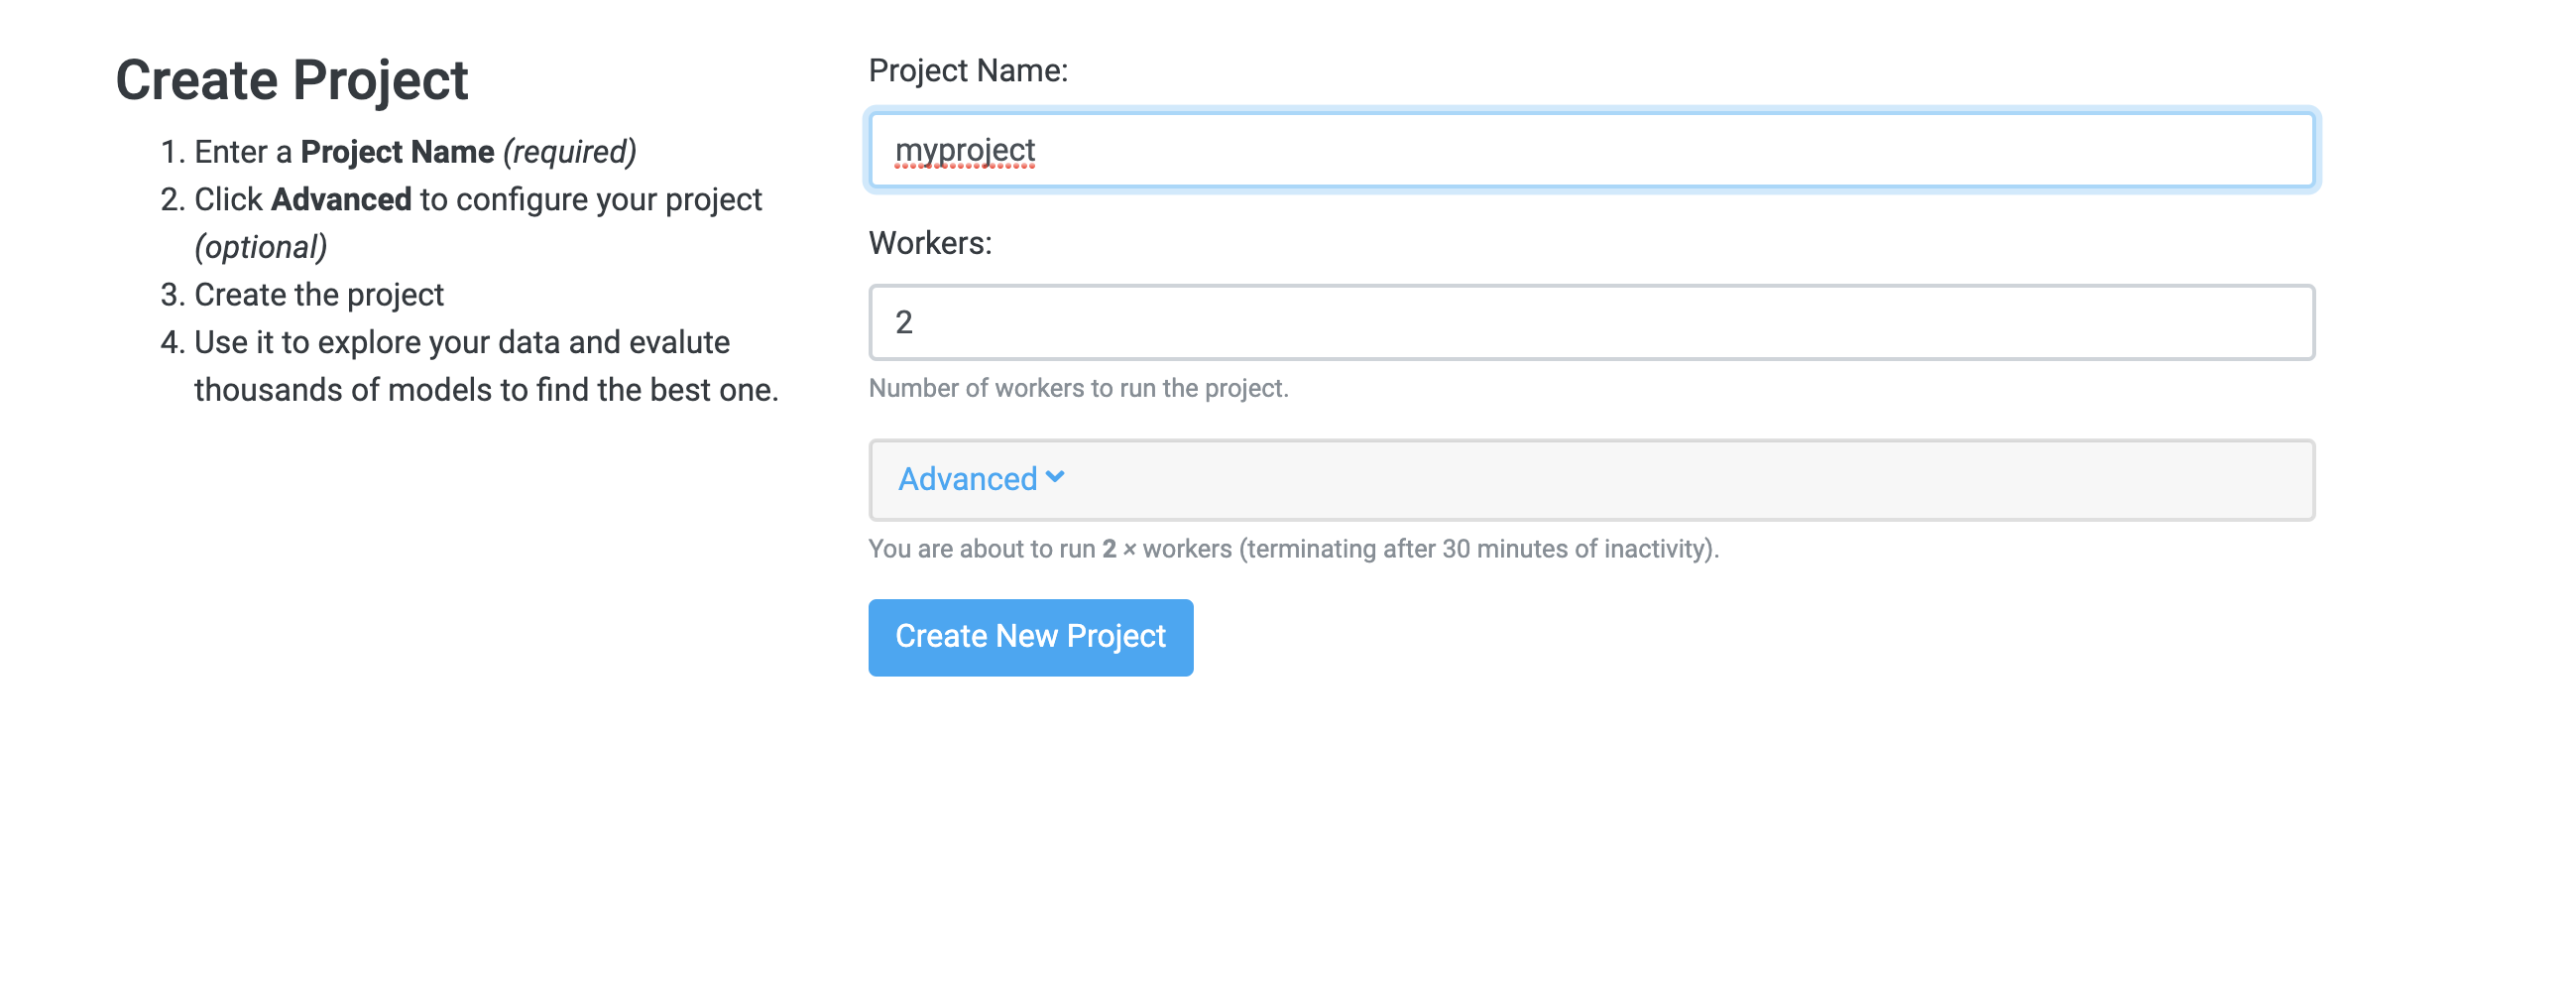 Create Project
1. Enter a Project Name (required)
2. Click Advanced to configure your project
(optional)
3. Create the project
4. Use it to explore your data and evalute
thousands of models to find the best one.
Project Name:
myproject
Workers:
2
Number of workers to run the project.
Advanced
You are about to run 2 × workers (terminating after 30 minutes of inactivity).
Create New Project